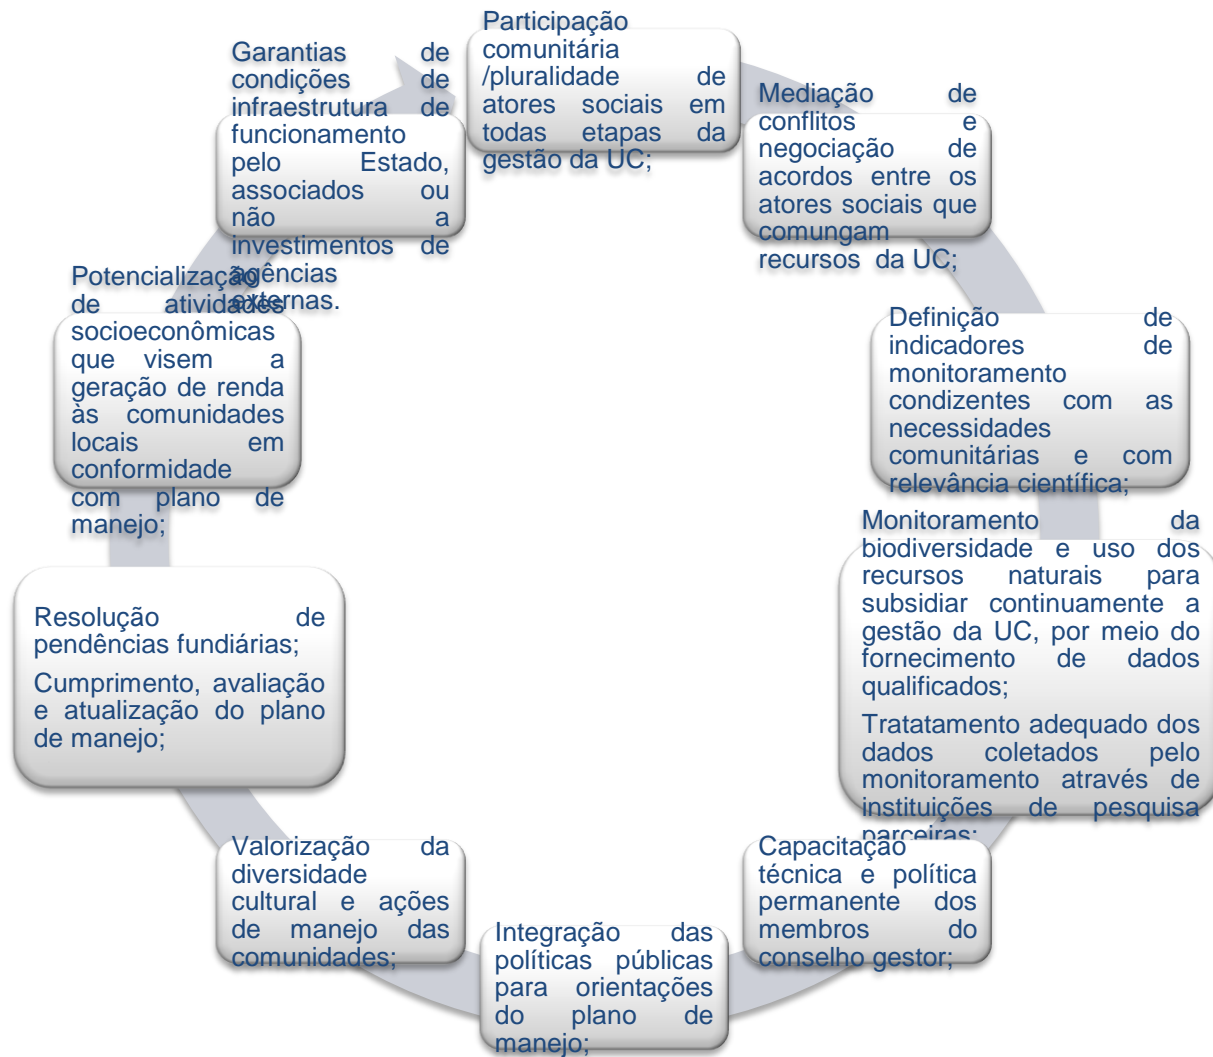 Participação
comunitária
/pluralidade de
atores sociais em
todas etapas da
gestão da UC;
Mediação de
conflitos e
negociação de
acordos entre os
atores sociais que
comungam
recursos da UC;
Definição de
indicadores de
monitoramento
condizentes com as
necessidades
comunitárias e com
relevância científica;
Monitoramento da
biodiversidade e uso dos
recursos naturais para
subsidiar continuamente a
gestão da UC, por meio do
fornecimento de dados
qualificados;
Tratatamento adequado dos
dados coletados pelo
monitoramento através de
instituições de pesquisa
parceiras;
Capacitação
técnica e política
permanente dos
membros do
conselho gestor;
Integração das
políticas públicas
para orientações
do plano de
manejo;
Valorização da
diversidade
cultural e ações
de manejo das
comunidades;
Resolução de
pendências fundiárias;
Cumprimento, avaliação
e atualização do plano
de manejo;
Potencialização
de atividades
socioeconômicas
que visem a
geração de renda
às comunidades
locais em
conformidade
com plano de
manejo;
Garantias de
condições de
infraestrutura de
funcionamento
pelo Estado,
associados ou
não a
investimentos de
agências
externas.